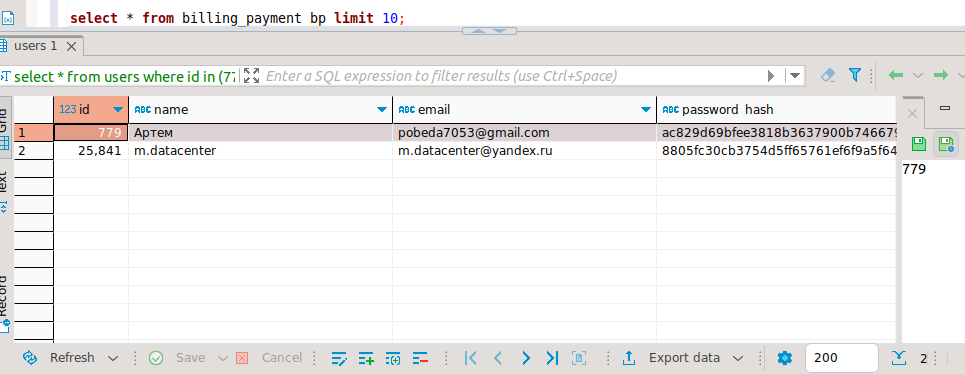 select * from billing_payment bp limit 10;
users 1
select * from users where id in (77
Enter a SQL expression to filter results (use Ctrl+Space)
Grid
Text
Record
123 id ABC name ABC email ABC password_hash
1 779 Артем pobeda7053@gmail.com ac829d69bfee3818b3637900b746679
2 25,841 m.datacenter m.datacenter@yandex.ru 8805fc30cb3754d5ff65761ef6f9a5f64
779
Refresh Save Cancel Export data 200 2